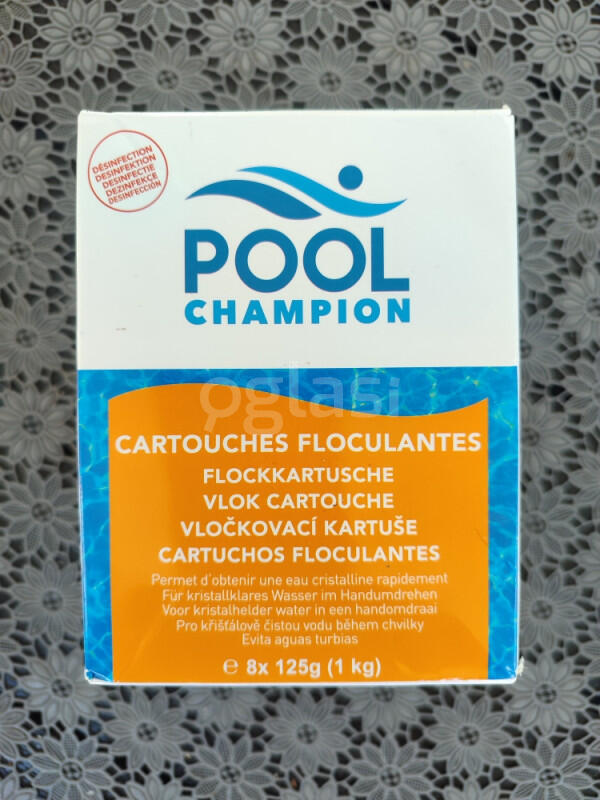 DÉSINFECTION
DESINFEKTION
DESINFECTIE
DEZINFEKCE
DESINFECCIÓN
POOL
CHAMPION
oglasi
CARTOUCHES FLOCULANTES
FLOCKKARTUSCHE
VLOK CARTOUCHE
VLOČKOVACÍ KARTUŠE
CARTUCHOS FLOCULANTES
Permet d'obtenir une eau cristalline rapidement
Für kristallklares Wasser im Handumdrehen
Voor kristalhelder water in een handomdraai
Pro křišťálově čistou vodu během chvilky
Evita aguas turbias
℮ 8x 125g (1 kg)